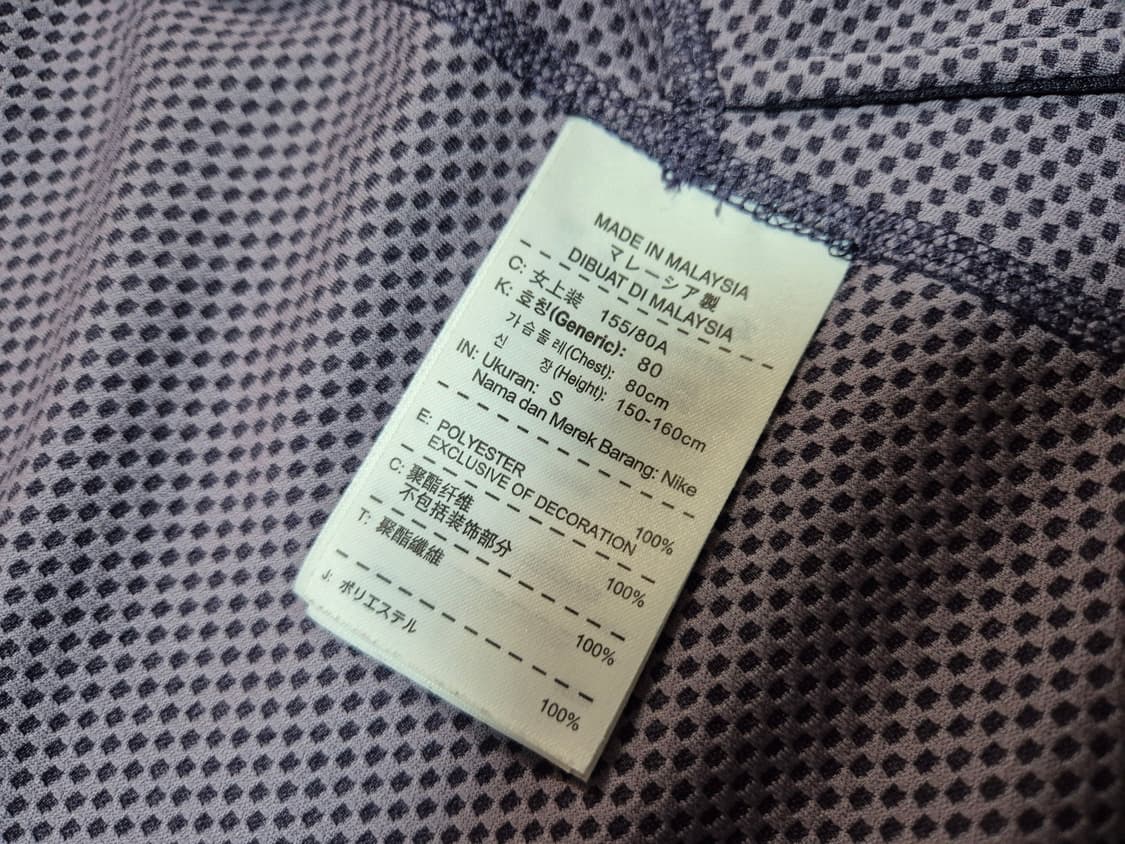 MADE IN MALAYSIA
マレーシア製
DIBUAT DI MALAYSIA
C: 女上装 155/80A
K: 호칭(Generic): 80
가슴둘레(Chest): 80cm
신 장(Height): 150-160cm
IN: Ukuran: S
Nama dan Merek Barang: Nike
E: POLYESTER 100%
EXCLUSIVE OF DECORATION
C: 聚酯纤维 100%
不包括装饰部分
T: 聚酯纖維 100%
J: ポリエステル 100%